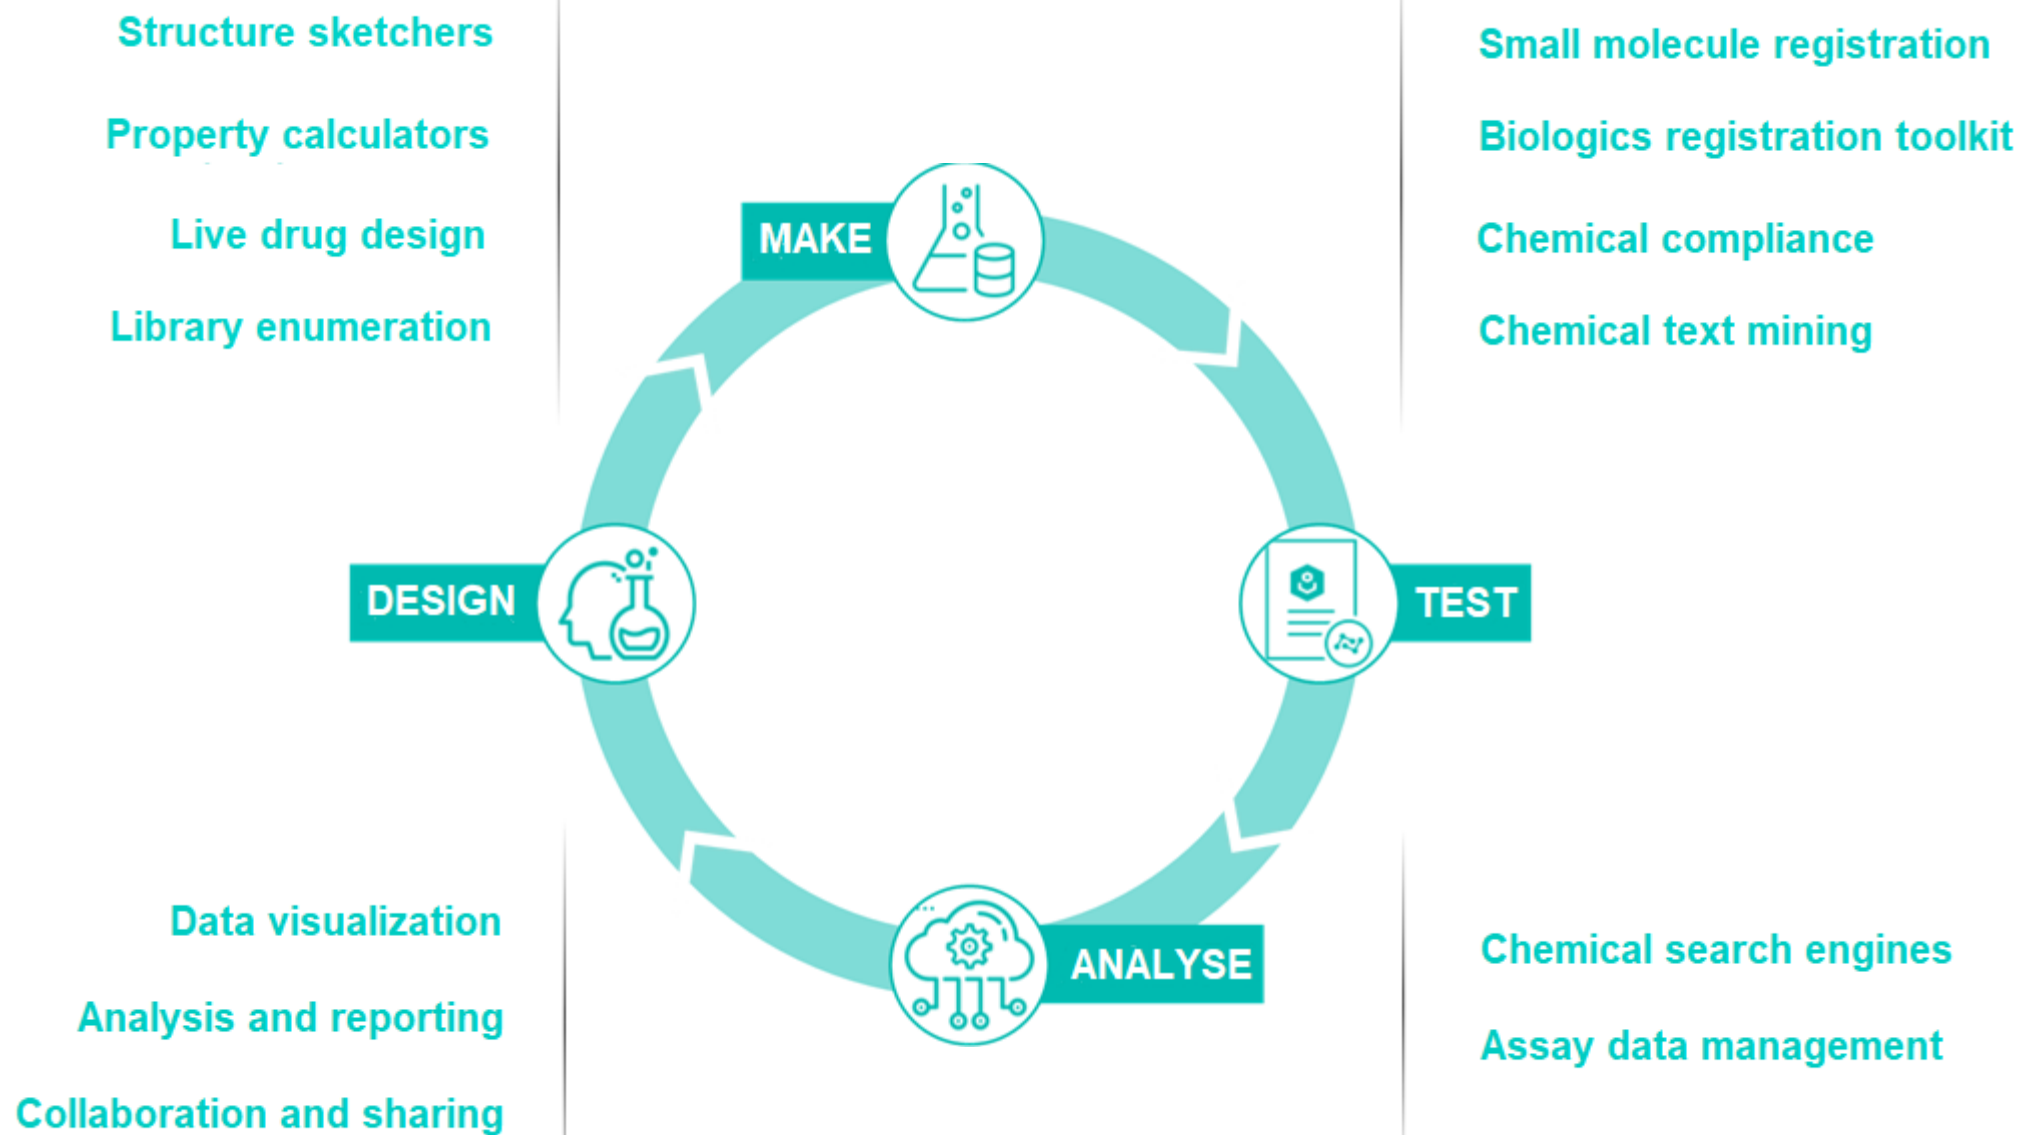 Structure sketchers
Property calculators
Live drug design
Library enumeration
Small molecule registration
Biologics registration toolkit
Chemical compliance
Chemical text mining
MAKE
DESIGN
TEST
ANALYSE
Data visualization
Analysis and reporting
Collaboration and sharing
Chemical search engines
Assay data management